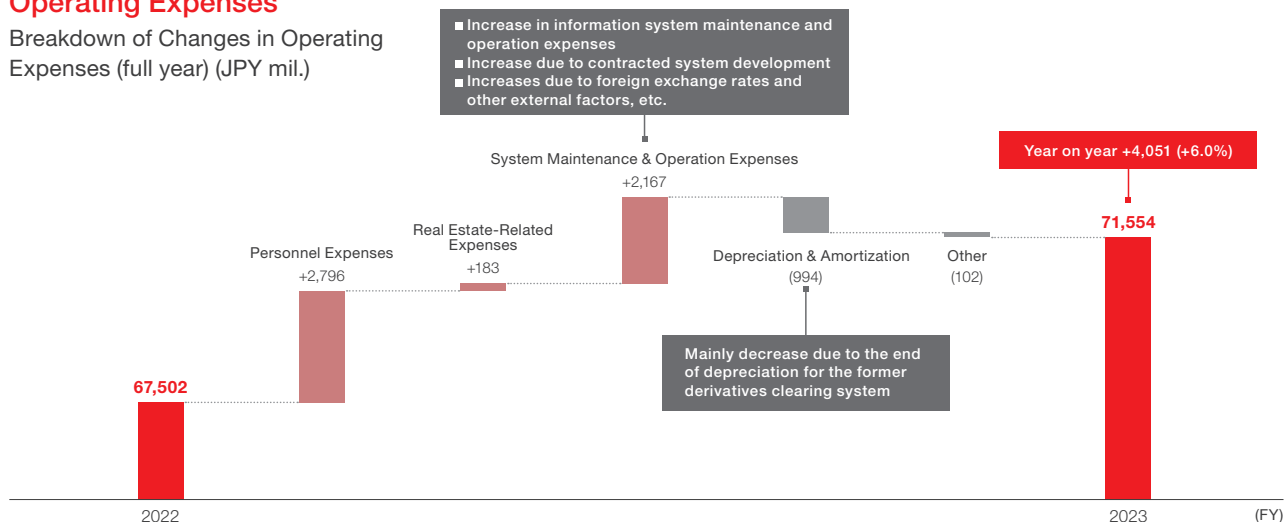 Operating Expenses
Breakdown of Changes in Operating
Expenses (full year) (JPY mil.)
■ Increase in information system maintenance and
operation expenses
■ Increase due to contracted system development
■ Increases due to foreign exchange rates and
other external factors, etc.
System Maintenance & Operation Expenses
+2,167
Year on year +4,051 (+6.0%)
71,554
Real Estate-Related
Expenses
+183
Personnel Expenses
+2,796
Depreciation & Amortization
(994)
Other
(102)
Mainly decrease due to the end
of depreciation for the former
derivatives clearing system
67,502
2022
2023
(FY)